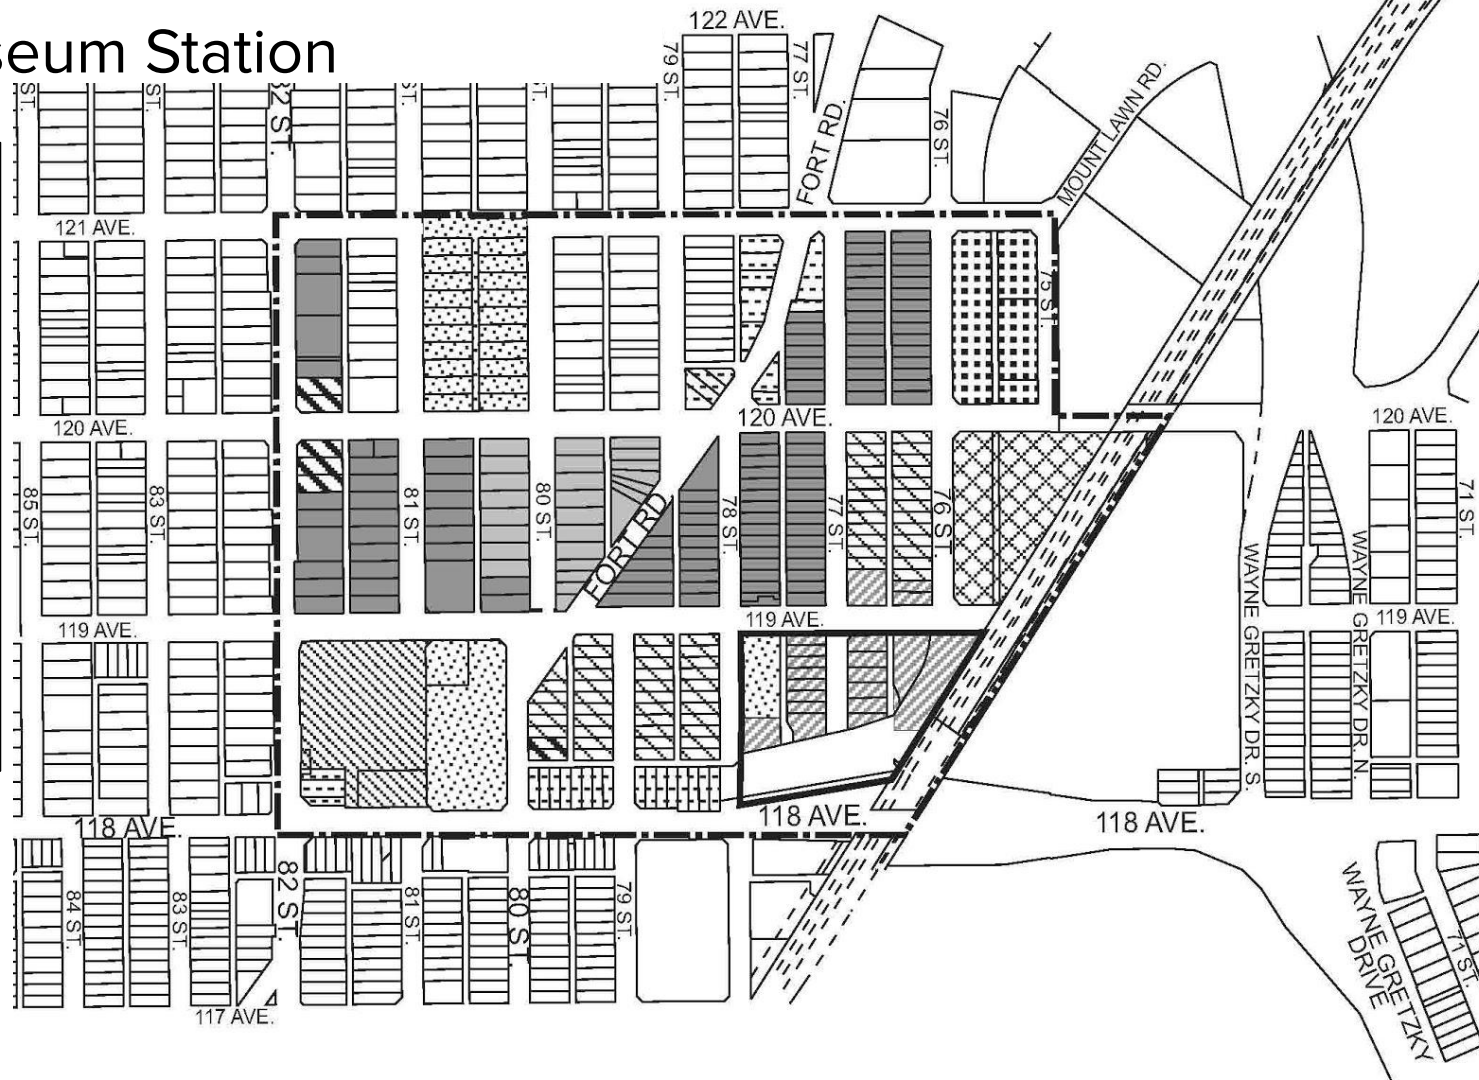 seum Station
122 AVE.
79 ST.
77 ST.
ST.
ST.
82 ST.
ST.
ST.
FORT RD.
76 ST.
MOUNT LAWN RD.
121 AVE.
75 ST.
120 AVE.
120 AVE.
120 AVE.
85 ST.
83 ST.
81 ST.
80 ST.
FORT RD
78 ST.
77 ST.
76 ST.
71 ST.
WAYNE GRETZKY DR. S.
WAYNE GRETZKY DR. N.
119 AVE.
119 AVE.
119 AVE.
118 AVE.
118 AVE.
118 AVE.
84 ST.
83 ST.
82 ST.
81 ST.
80 ST.
79 ST.
WAYNE GRETZKY
DRIVE
71 ST.
117 AVE.